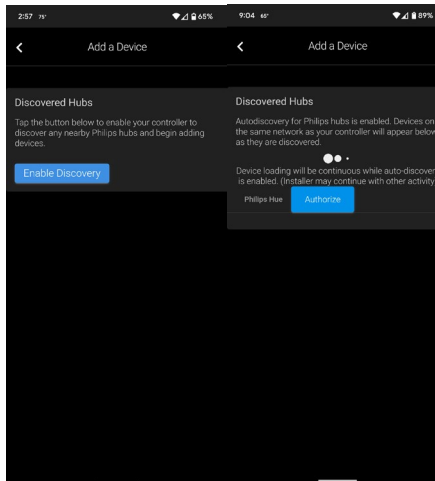 2:57 75° 65%
Add a Device
Discovered Hubs
Tap the button below to enable your controller to
discover any nearby Philips hubs and begin adding
devices.
Enable Discovery
9:04 65° 89%
Add a Device
Discovered Hubs
Autodiscovery for Philips hubs is enabled. Devices on
the same network as your controller will appear below
as they are discovered.
Device loading will be continuous while auto-discover
is enabled. (Installer may continue with other activity
Philips Hue Authorize